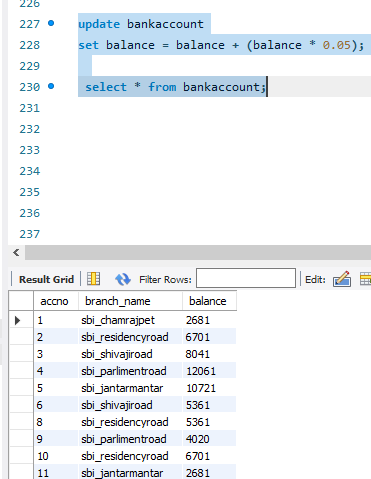 226
227 update bankaccount
228 set balance = balance + (balance * 0.05);
229
230 select * from bankaccount;
231
232
233
234
235
236
237
Result Grid Filter Rows: Edit:
accno branch_name balance
1 sbi_chamrajpet 2681
2 sbi_residencyroad 6701
3 sbi_shivajiroad 8041
4 sbi_parlimentroad 12061
5 sbi_jantarmantar 10721
6 sbi_shivajiroad 5361
8 sbi_residencyroad 5361
9 sbi_parlimentroad 4020
10 sbi_residencyroad 6701
11 sbi_jantarmantar 2681